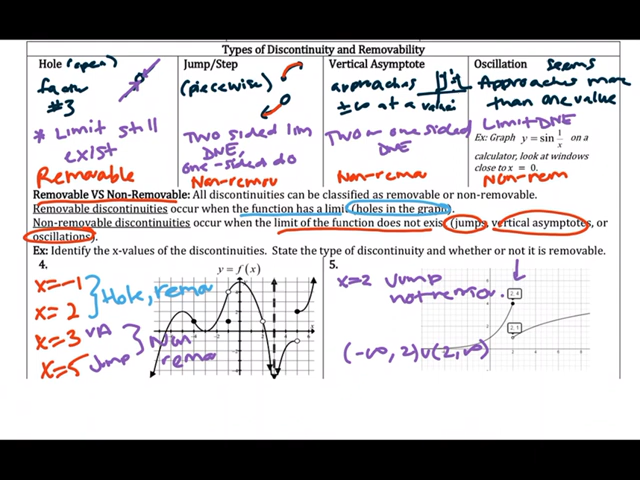 Types of Discontinuity and Removability
Hole (open)
factor
#3
* Limit still
exist
Removable
Jump/Step
(piecewise)
Two sided lim
DNE,
one-sided do
Non-remov
Vertical Asymptote
approaches
±∞ at a value
Two n one sided
DNE
Non-remov
Oscillation seems
Approaches more
than one value
Limit DNE
Ex: Graph y = sin 1/x on a
calculator, look at windows
close to x = 0.
Non-rem
Removable VS Non-Removable: All discontinuities can be classified as removable or non-removable.
Removable discontinuities occur when the function has a limit (holes in the graph).
Non-removable discontinuities occur when the limit of the function does not exist (jumps, vertical asymptotes, or
oscillations).
Ex: Identify the x-values of the discontinuities. State the type of discontinuity and whether or not it is removable.
4.
x=-1
x=2
Hole, remov
x=3 VA
x=5 Jump
Non
remo
y = f(x)
5.
x=2 Jump
not remov.
2, 4
2, 1
(-∞, 2) ∪ (2, ∞)